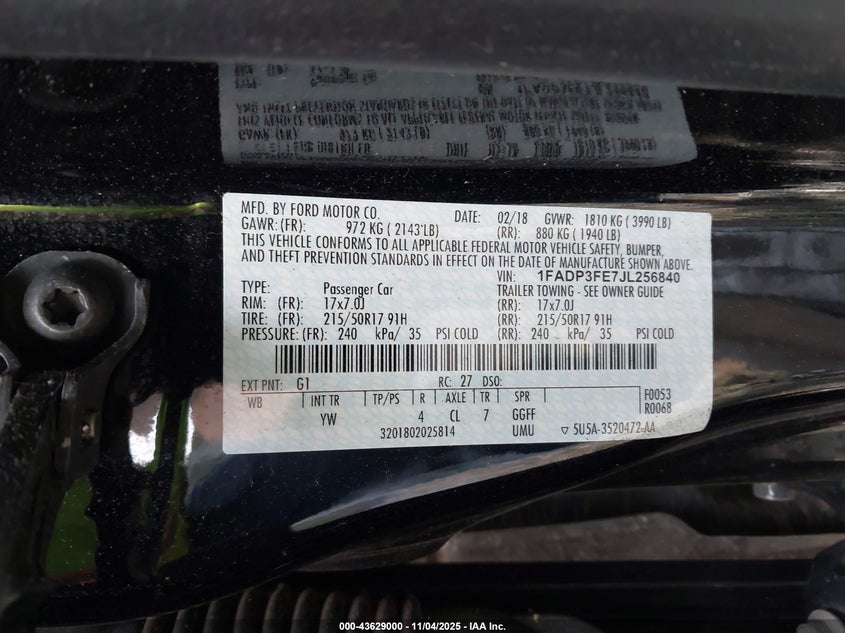 MFD. BY FORD MOTOR CO. DATE: 02/18 GVWR: 1810 KG ( 3990 LB)
GAWR: (FR): 972 KG ( 2143 LB) (RR): 880 KG ( 1940 LB)
THIS VEHICLE CONFORMS TO ALL APPLICABLE FEDERAL MOTOR VEHICLE SAFETY, BUMPER,
AND THEFT PREVENTION STANDARDS IN EFFECT ON THE DATE OF MANUFACTURE SHOWN ABOVE.
VIN: 1FADP3FE7JL256840
TYPE: Passenger Car TRAILER TOWING - SEE OWNER GUIDE
RIM: (FR): 17x7.0J (RR): 17x7.0J
TIRE: (FR): 215/50R17 91H (RR): 215/50R17 91H
PRESSURE: (FR): 240 kPa/ 35 PSI COLD (RR): 240 kPa/ 35 PSI COLD
EXT PNT: G1 RC: 27 DSO: F0053
WB INT TR TP/PS R AXLE TR SPR R0068
YW 4 CL 7 GGFF
3201802025814 UMU ▽ 5U5A-3520472-AA
000-43629000 - 11/04/2025 - IAA Inc.